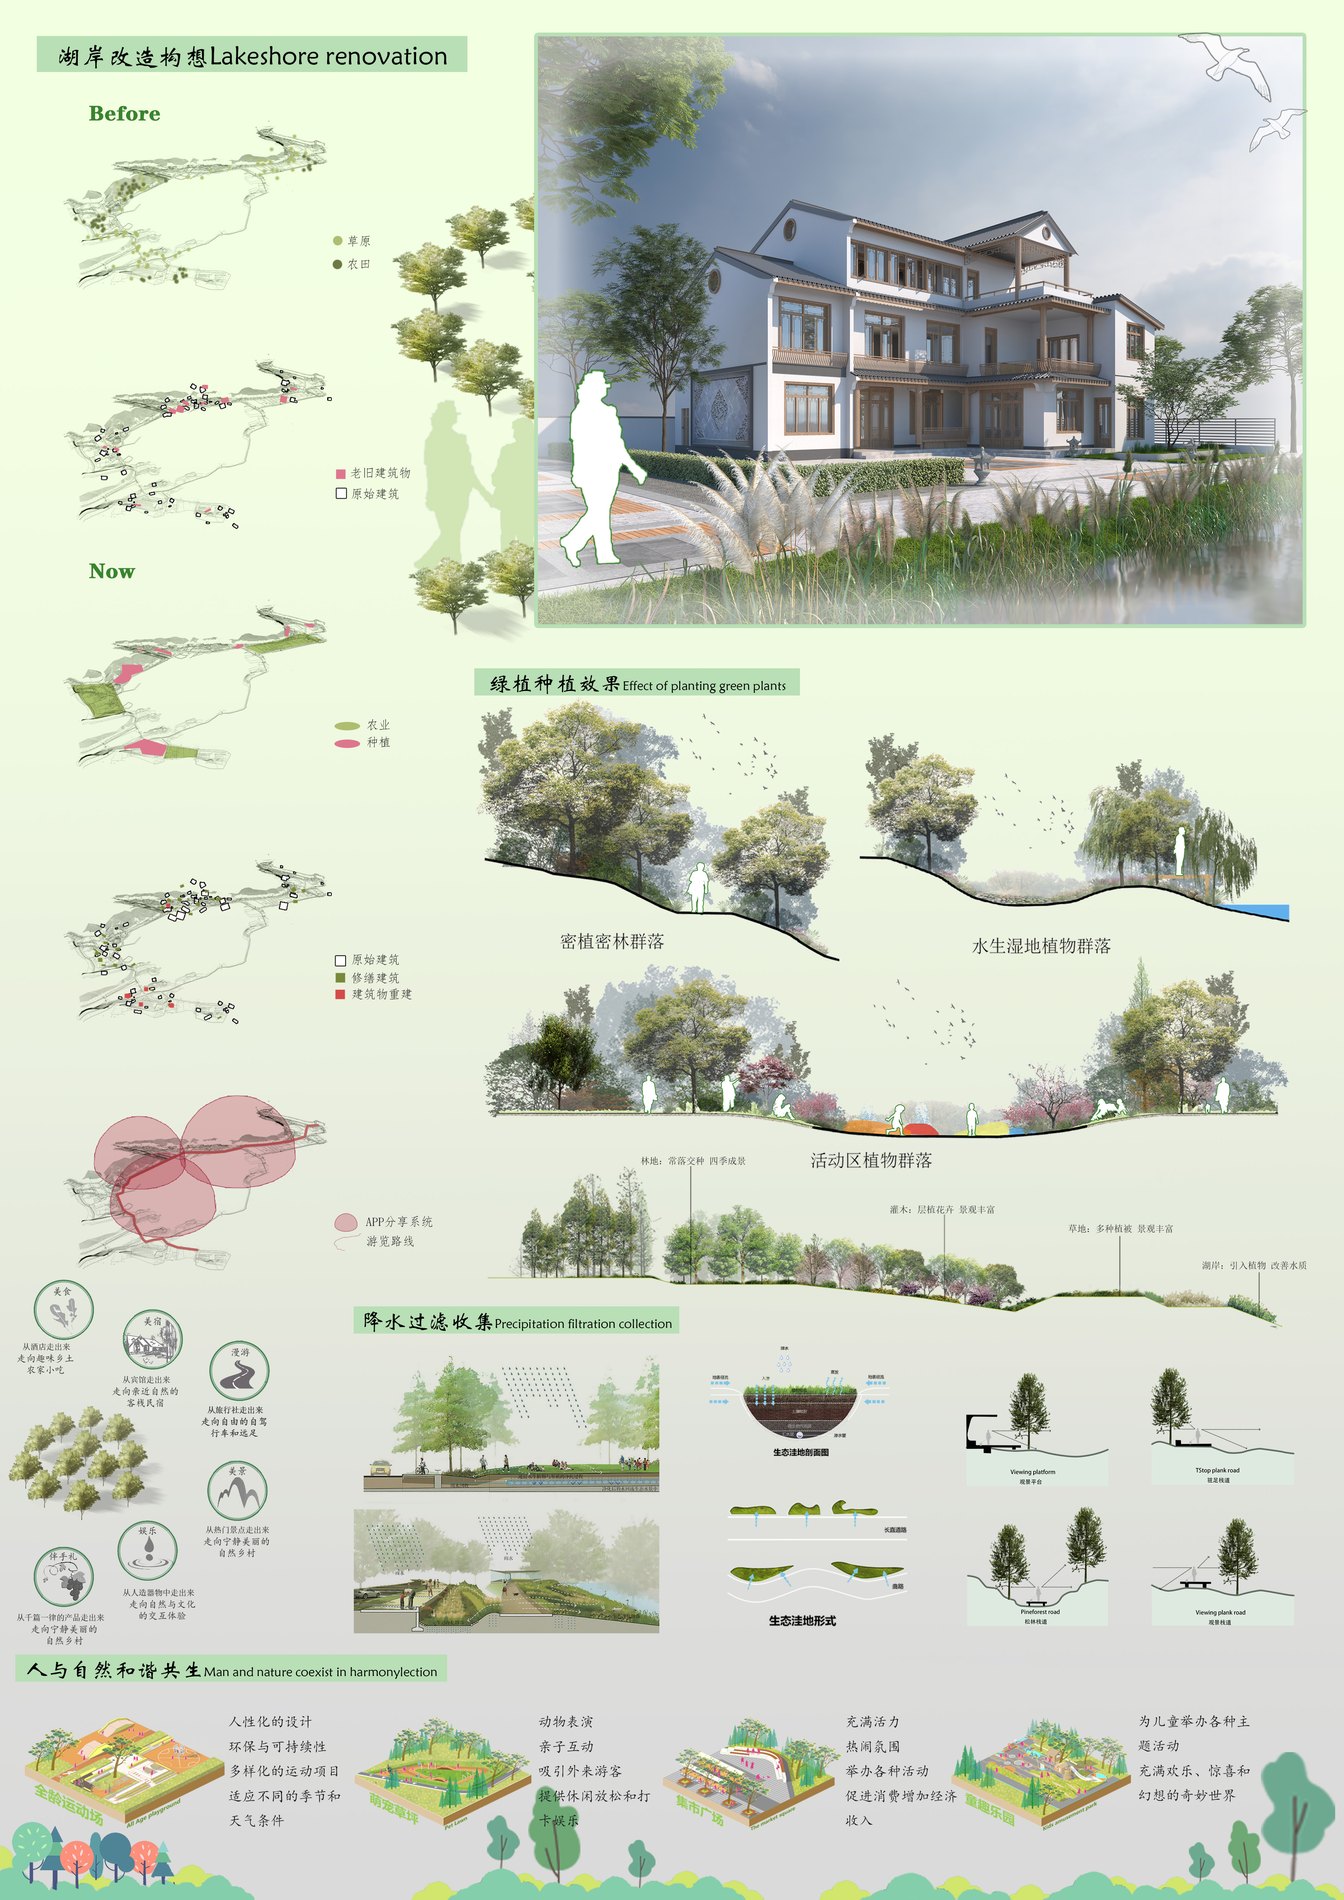 湖岸改造构想Lakeshore renovation
Before
草原
农田
老旧建筑物
原始建筑
Now
农业
种植
原始建筑
修缮建筑
建筑物重建
APP分享系统
游览路线
绿植种植效果Effect of planting green plants
密植密林群落
水生湿地植物群落
活动区植物群落
林地：常落交种 四季成景
灌木：层植花卉 景观丰富
草地：多种植被 景观丰富
湖岸：引入植物 改善水质
美食
从酒店走出来
走向趣味乡土
农家小吃
美宿
从宾馆走出来
走向亲近自然的
客栈民宿
漫游
从旅行社走出来
走向自由的自驾
行车和远足
美景
从热门景点走出来
走向宁静美丽的
自然乡村
娱乐
从人造器物中走出来
走向自然与文化
的交互体验
伴手礼
从千篇一律的产品走出来
走向宁静美丽的
自然乡村
降水过滤收集Precipitation filtration collection
生态洼地剖面图
长直道路
曲路
生态洼地形式
Viewing platform
观景平台
TStop plank road
驻足栈道
Pineforest road
松林栈道
Viewing plank road
观景栈道
人与自然和谐共生Man and nature coexist in harmonylection
全龄运动场
All Age playground
人性化的设计
环保与可持续性
多样化的运动项目
适应不同的季节和
天气条件
萌宠草坪
Pet Lawn
动物表演
亲子互动
吸引外来游客
提供休闲放松和打
卡娱乐
集市广场
The market square
充满活力
热闹氛围
举办各种活动
促进消费增加经济
收入
童趣乐园
Kids amusement park
为儿童举办各种主
题活动
充满欢乐、惊喜和
幻想的奇妙世界